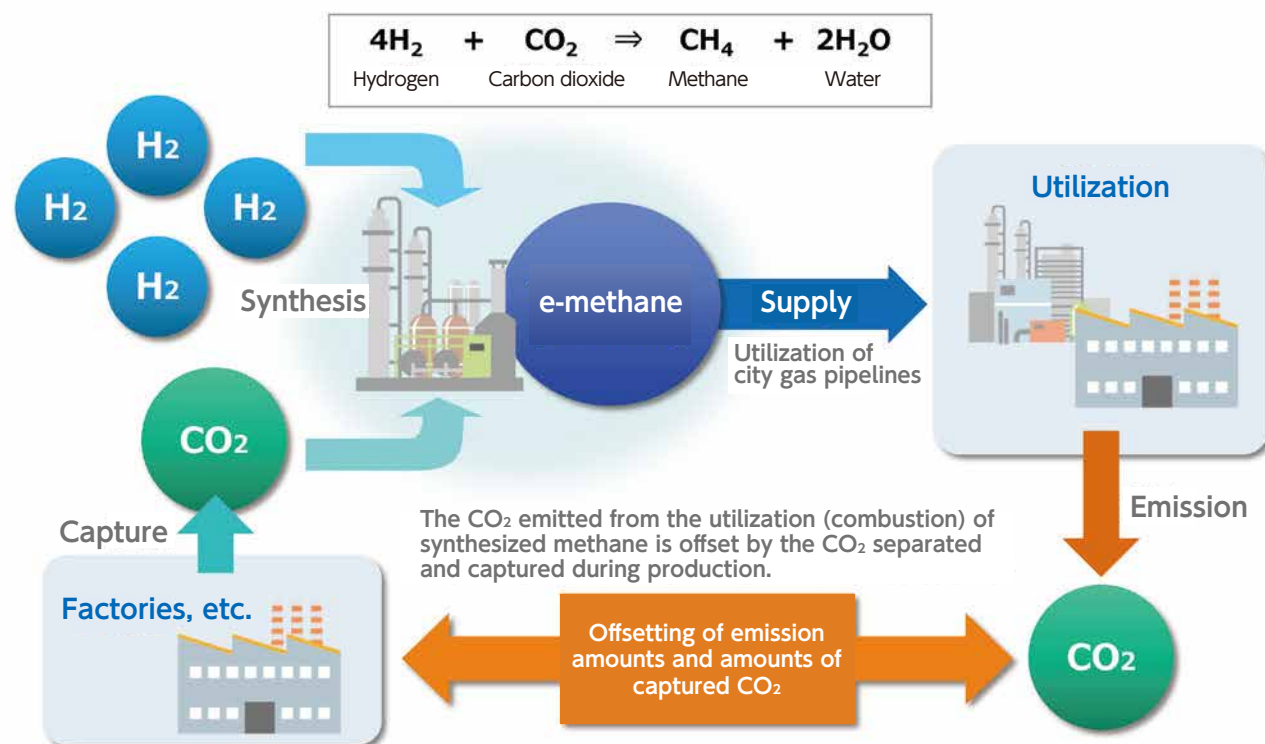 4H₂ + CO₂ ⇒ CH₄ + 2H₂O
Hydrogen Carbon dioxide Methane Water
H₂
H₂
H₂
H₂
Synthesis
e-methane
Supply
Utilization of
city gas pipelines
Utilization
CO₂
Capture
Factories, etc.
The CO₂ emitted from the utilization (combustion) of
synthesized methane is offset by the CO₂ separated
and captured during production.
Emission
Offsetting of emission
amounts and amounts of
captured CO₂
CO₂